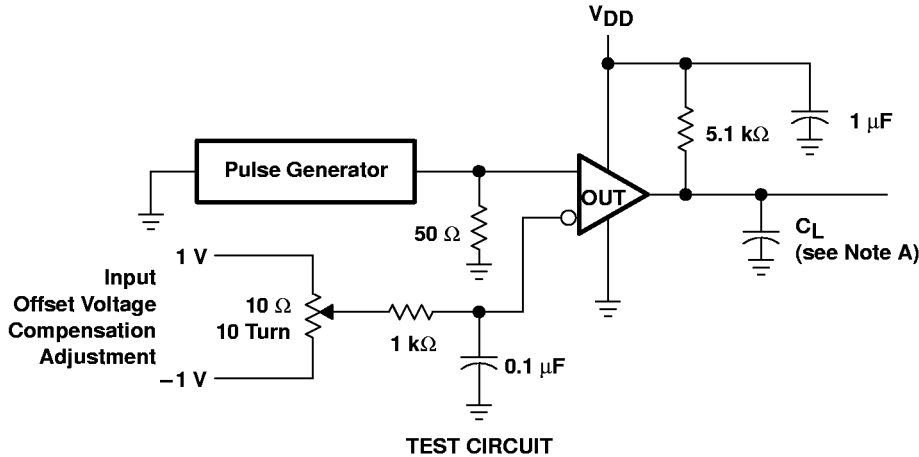 VDD
5.1 kΩ
1 µF
Pulse Generator
OUT
50 Ω
CL
(see Note A)
1 V
Input
Offset Voltage
Compensation
Adjustment
10 Ω
10 Turn
1 kΩ
0.1 µF
–1 V
TEST CIRCUIT